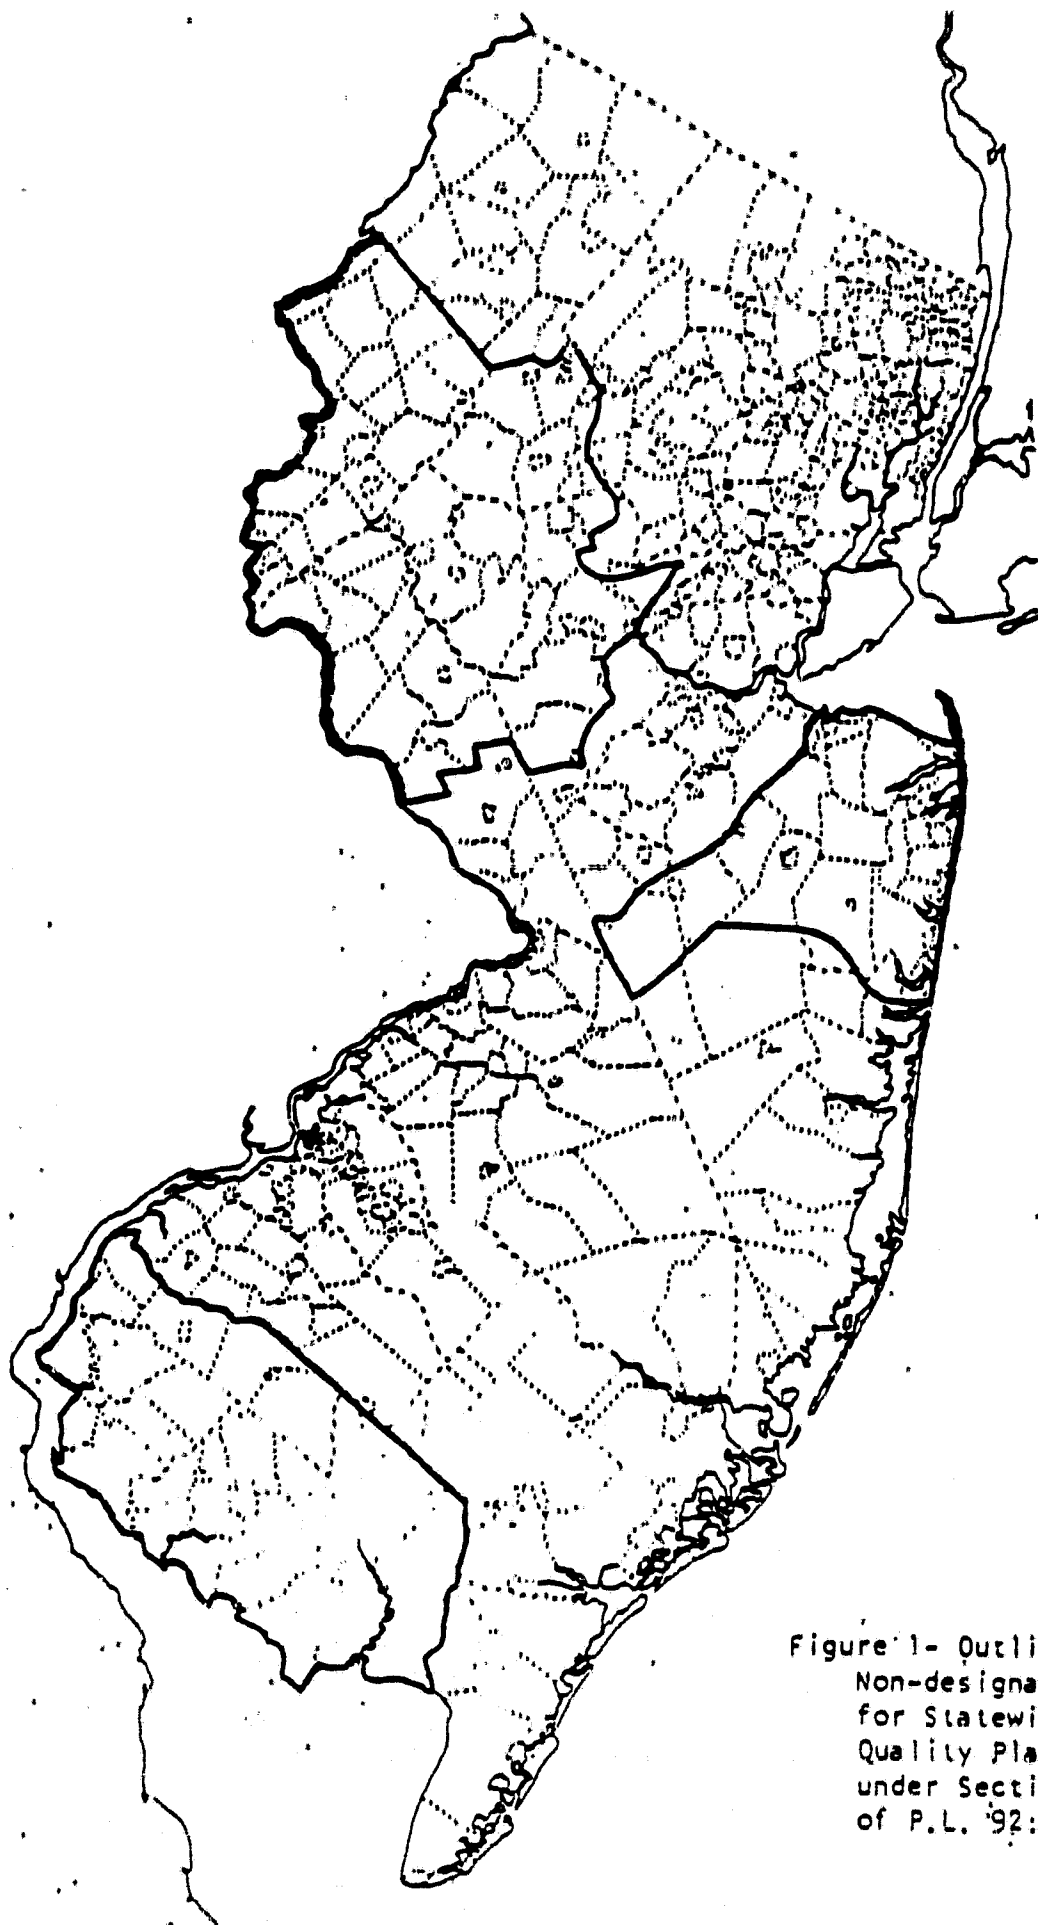 Figure 1- Outli
Non-designa
for Statewi
Quality Pla
under Secti
of P.L. 92: